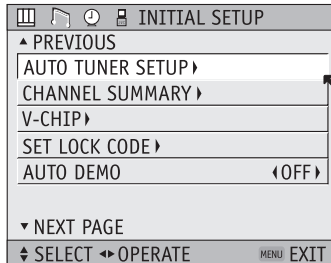 INITIAL SETUP
▲ PREVIOUS
AUTO TUNER SETUP
CHANNEL SUMMARY
V-CHIP
SET LOCK CODE
AUTO DEMO OFF
▼ NEXT PAGE
SELECT OPERATE MENU EXIT